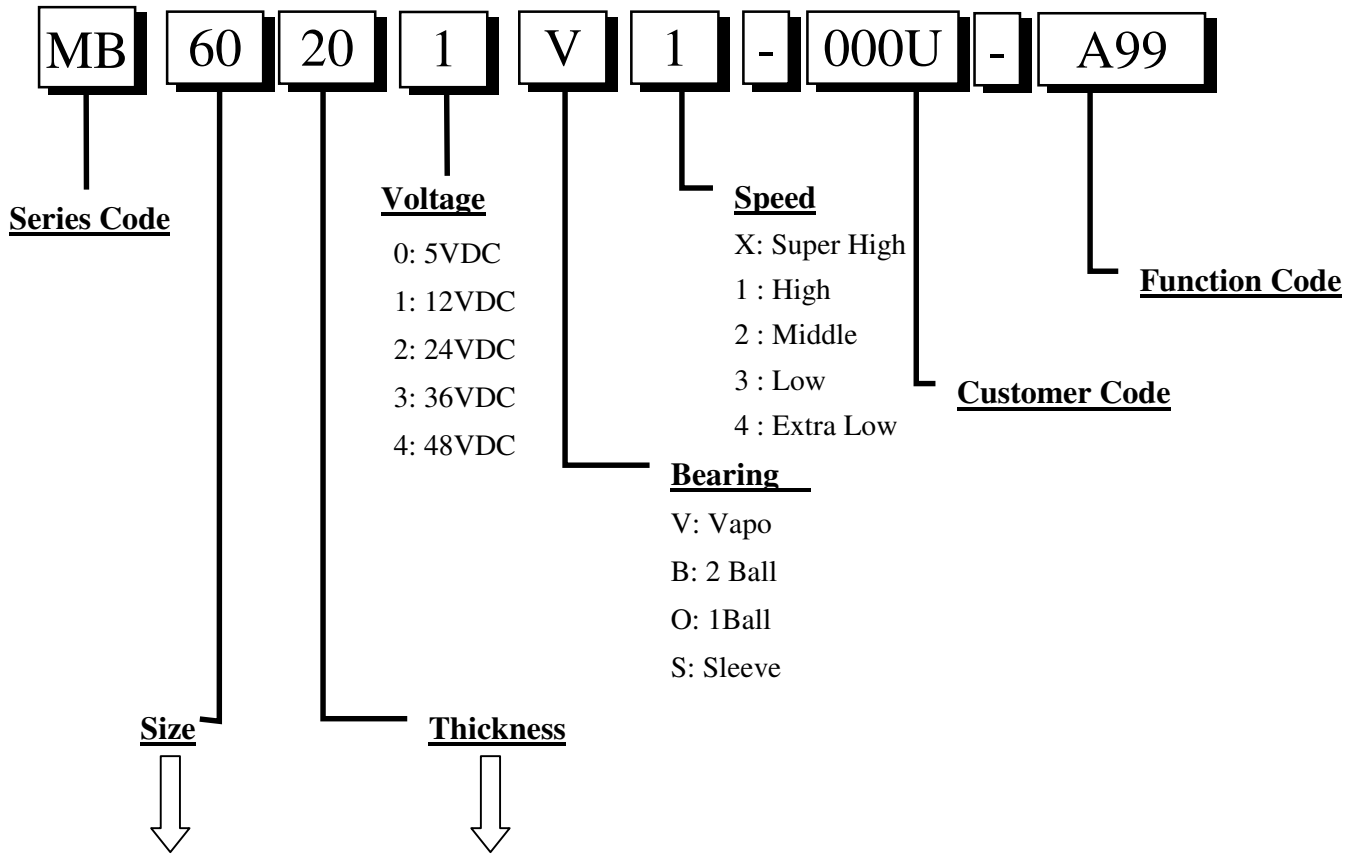 MB 60 20 1 V 1 - 000U - A99
Series Code
Voltage
0: 5VDC
1: 12VDC
2: 24VDC
3: 36VDC
4: 48VDC
Speed
X: Super High
1 : High
2 : Middle
3 : Low
4 : Extra Low
Function Code
Customer Code
Bearing
V: Vapo
B: 2 Ball
O: 1Ball
S: Sleeve
Size
Thickness